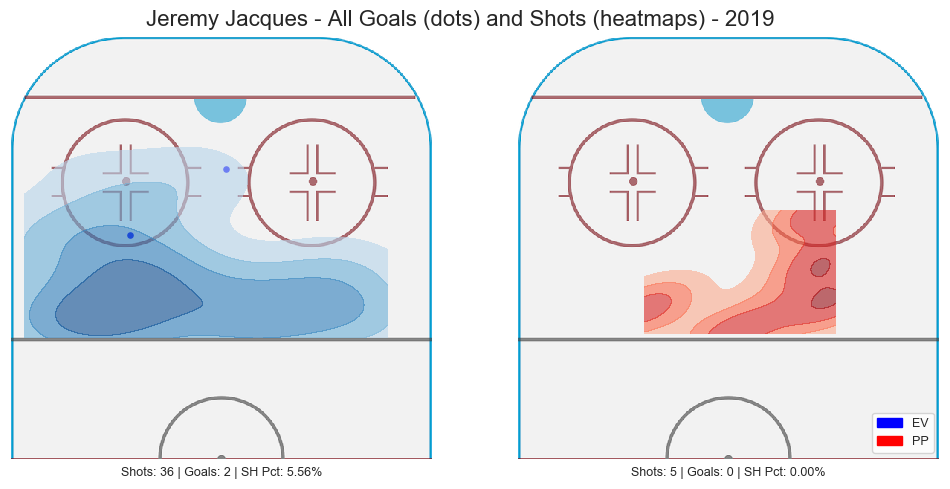 Jeremy Jacques - All Goals (dots) and Shots (heatmaps) - 2019
EV
PP
Shots: 36 | Goals: 2 | SH Pct: 5.56%
Shots: 5 | Goals: 0 | SH Pct: 0.00%